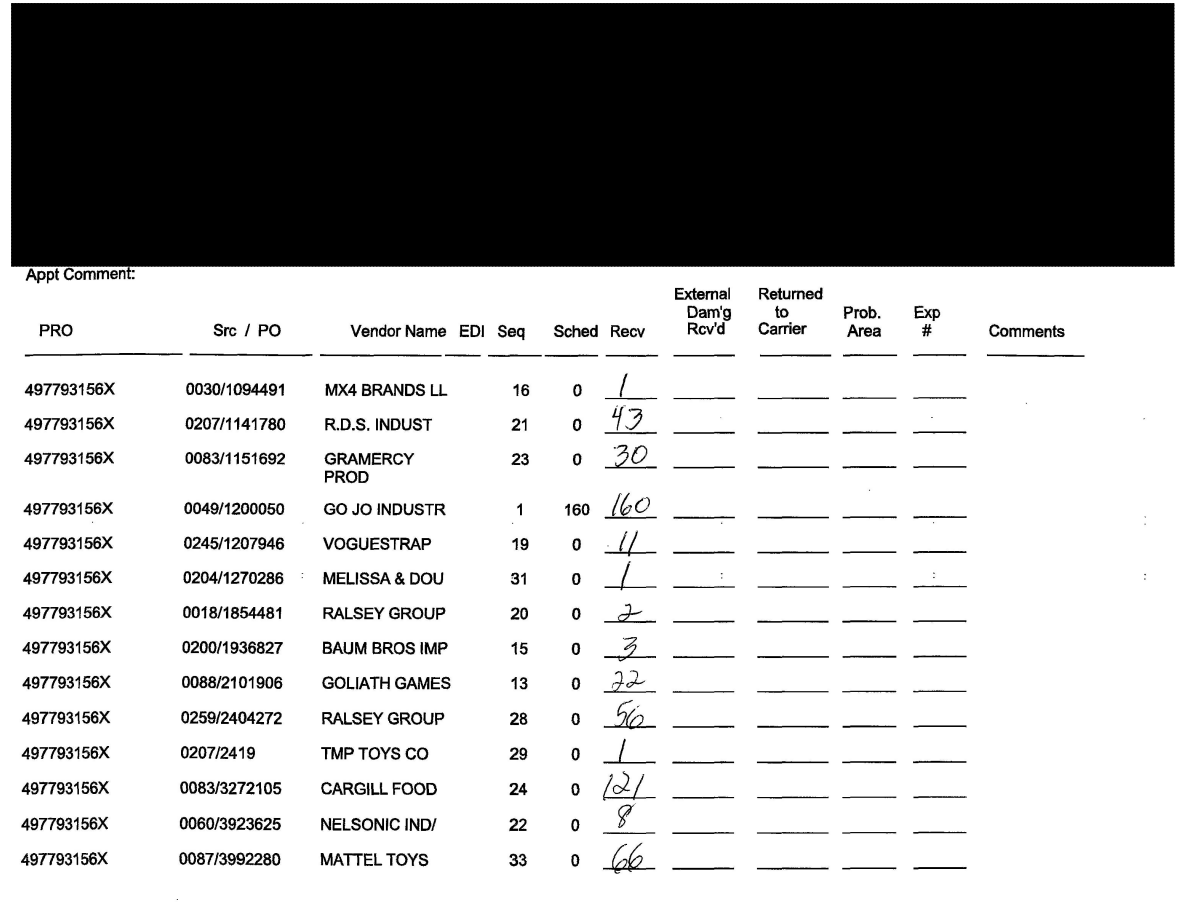 Appt Comment:
External Returned
Dam'g to Prob. Exp
PRO Src / PO Vendor Name EDI Seq Sched Recv Rcv'd Carrier Area # Comments
497793156X 0030/1094491 MX4 BRANDS LL 16 0 1
497793156X 0207/1141780 R.D.S. INDUST 21 0 43
497793156X 0083/1151692 GRAMERCY 23 0 30
PROD
497793156X 0049/1200050 GO JO INDUSTR 1 160 160
497793156X 0245/1207946 VOGUESTRAP 19 0 11
497793156X 0204/1270286 MELISSA & DOU 31 0 1
497793156X 0018/1854481 RALSEY GROUP 20 0 2
497793156X 0200/1936827 BAUM BROS IMP 15 0 3
497793156X 0088/2101906 GOLIATH GAMES 13 0 22
497793156X 0259/2404272 RALSEY GROUP 28 0 56
497793156X 0207/2419 TMP TOYS CO 29 0 1
497793156X 0083/3272105 CARGILL FOOD 24 0 121
497793156X 0060/3923625 NELSONIC IND/ 22 0 8
497793156X 0087/3992280 MATTEL TOYS 33 0 66